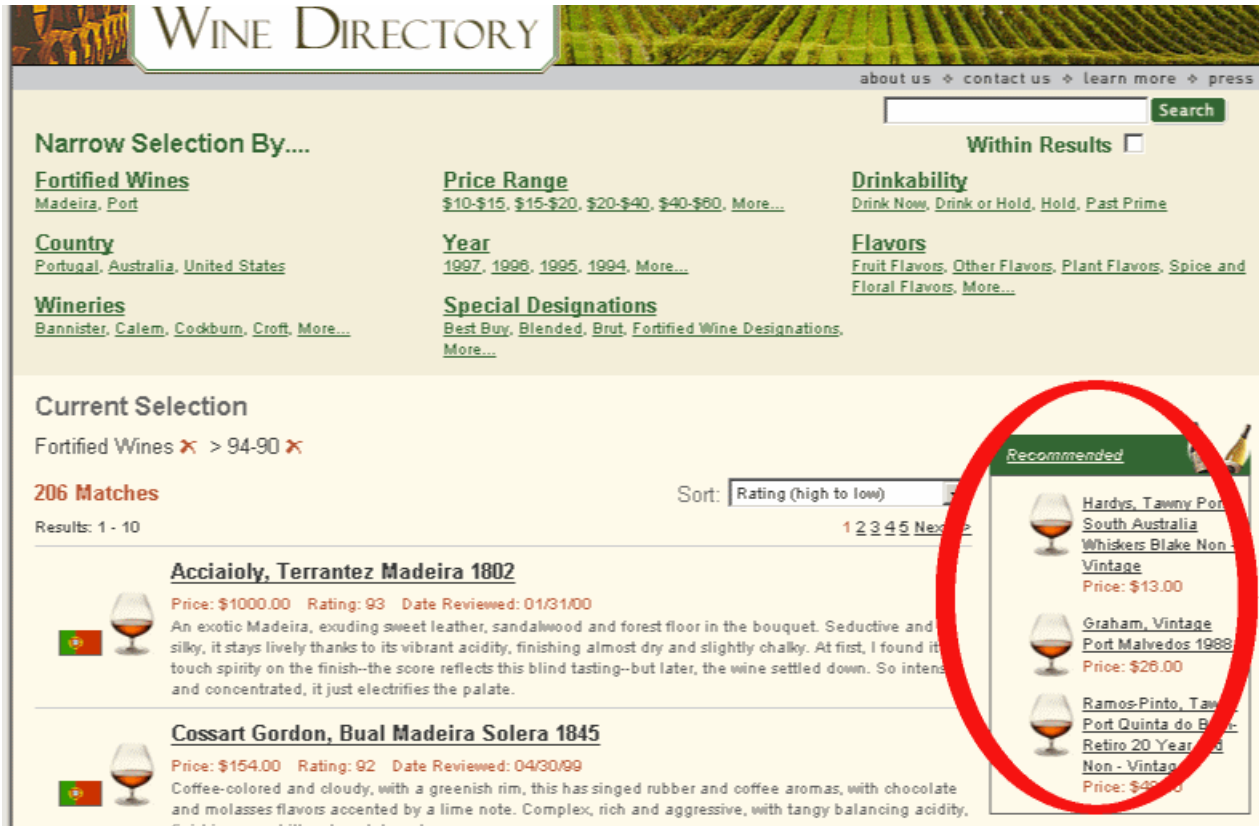 WINE DIRECTORY
about us ✧ contact us ✧ learn more ✧ press
Search
Narrow Selection By....
Within Results
Fortified Wines
Madeira, Port
Price Range
$10-$15, $15-$20, $20-$40, $40-$60, More...
Drinkability
Drink Now, Drink or Hold, Hold, Past Prime
Country
Portugal, Australia, United States
Year
1997, 1996, 1995, 1994, More...
Flavors
Fruit Flavors, Other Flavors, Plant Flavors, Spice and
Floral Flavors, More...
Wineries
Bannister, Calem, Cockburn, Croft, More...
Special Designations
Best Buy, Blended, Brut, Fortified Wine Designations,
More...
Current Selection
Fortified Wines > 94-90
206 Matches
Sort: Rating (high to low)
Results: 1 - 10
1 2 3 4 5
Acciaioly, Terrantez Madeira 1802
Price: $1000.00 Rating: 93 Date Reviewed: 01/31/00
An exotic Madeira, exuding sweet leather, sandalwood and forest floor in the bouquet. Seductive and
silky, it stays lively thanks to its vibrant acidity, finishing almost dry and slightly chalky. At first, I found it
touch spirity on the finish--the score reflects this blind tasting--but later, the wine settled down. So
and concentrated, it just electrifies the palate.
Cossart Gordon, Bual Madeira Solera 1845
Price: $154.00 Rating: 92 Date Reviewed: 04/30/99
Coffee-colored and cloudy, with a greenish rim, this has singed rubber and coffee aromas, with chocolate
and molasses flavors accented by a lime note. Complex, rich and aggressive, with tangy balancing acidity,
Recommended
Hardys, Tawny
South Australia
Whiskers Blake Non -
Vintage
Price: $13.00
Graham, Vintage
Port Malvedos 1988
Price: $26.00
Ramos-Pinto,
Port Quinta do
Retiro 20 Year
Non -
Price: